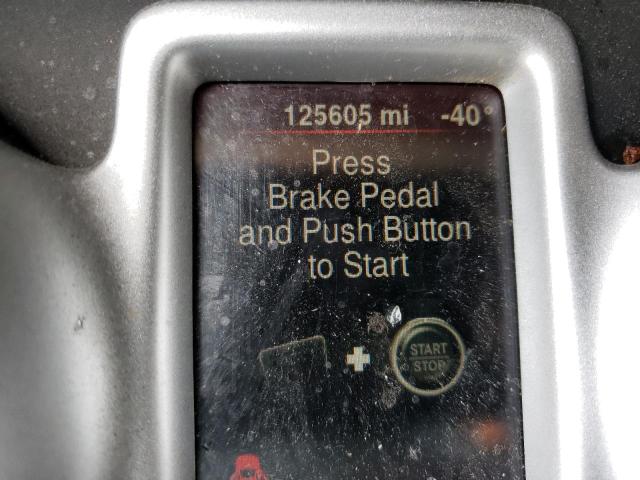 125605 mi -40°
Press
Brake Pedal
and Push Button
to Start
START
STOP